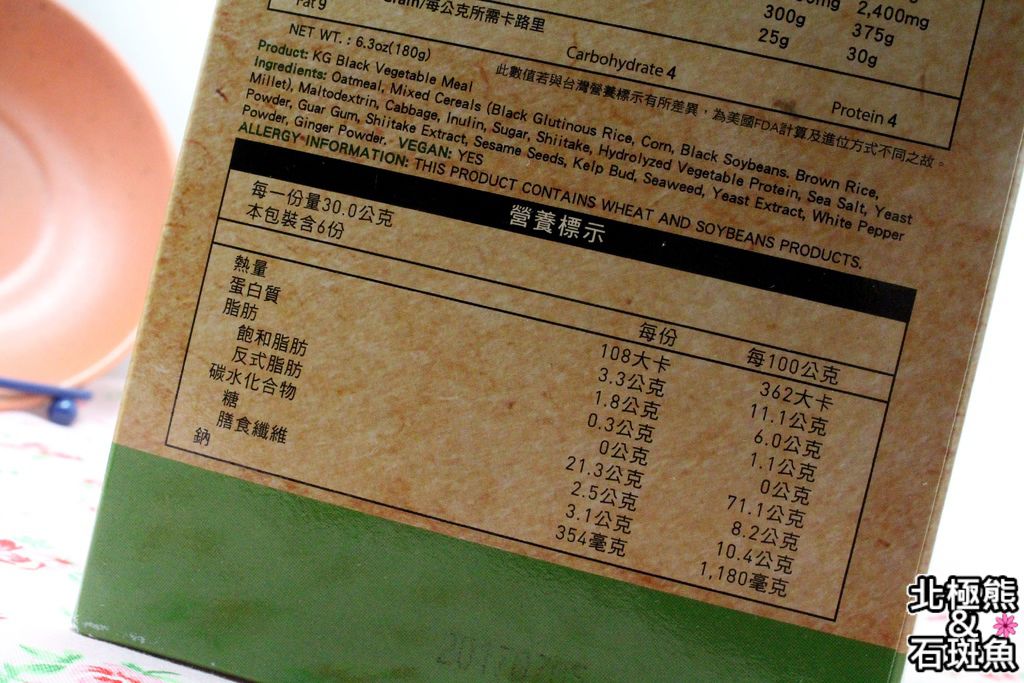 2,400mg
300g 375g
25g 30g
Fat 9
/每公克所需卡路里
Carbohydrate 4
Protein 4
NET WT. : 6.3oz(180g)
此數值若與台灣營養標示有所差異，為美國FDA計算及進位方式不同之故。
Product: KG Black Vegetable Meal
Ingredients: Oatmeal, Mixed Cereals (Black Glutinous Rice, Corn, Black Soybeans, Brown Rice,
Millet), Maltodextrin, Cabbage, Inulin, Sugar, Shiitake, Hydrolyzed Vegetable Protein, Sea Salt, Yeast
Powder, Guar Gum, Shiitake Extract, Sesame Seeds, Kelp Bud, Seaweed, Yeast Extract, White Pepper
Powder, Ginger Powder. VEGAN: YES
ALLERGY INFORMATION: THIS PRODUCT CONTAINS WHEAT AND SOYBEANS PRODUCTS.
營養標示
每一份量30.0公克
本包裝含6份
每份 每100公克
熱量 108大卡 362大卡
蛋白質 3.3公克 11.1公克
脂肪 1.8公克 6.0公克
飽和脂肪 0.3公克 1.1公克
反式脂肪 0公克 0公克
碳水化合物 21.3公克 71.1公克
糖 2.5公克 8.2公克
膳食纖維 3.1公克 10.4公克
鈉 354毫克 1,180毫克
北極熊
&
石斑魚